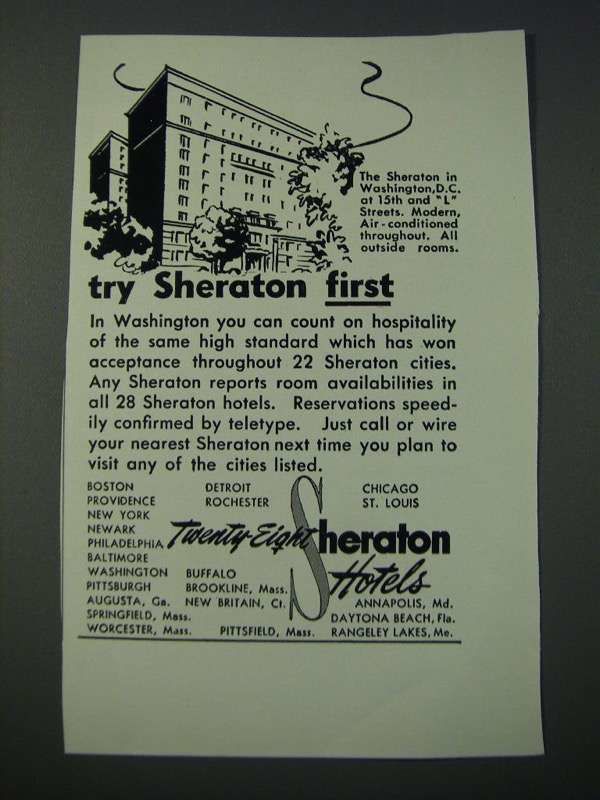 The Sheraton in
Washington, D.C.
at 15th and "L"
Streets. Modern,
Air-conditioned
throughout. All
outside rooms.
try Sheraton first
In Washington you can count on hospitality
of the same high standard which has won
acceptance throughout 22 Sheraton cities.
Any Sheraton reports room availabilities in
all 28 Sheraton hotels. Reservations speed-
ily confirmed by teletype. Just call or wire
your nearest Sheraton next time you plan to
visit any of the cities listed.
BOSTON
PROVIDENCE
NEW YORK
NEWARK
PHILADELPHIA
BALTIMORE
WASHINGTON
PITTSBURGH
AUGUSTA, Ga.
SPRINGFIELD, Mass.
WORCESTER, Mass.
DETROIT
ROCHESTER
CHICAGO
ST. LOUIS
Twenty-Eight Sheraton
Hotels
BUFFALO
BROOKLINE, Mass.
NEW BRITAIN, Ct.
PITTSFIELD, Mass.
ANNAPOLIS, Md.
DAYTONA BEACH, Fla.
RANGELEY LAKES, Me.